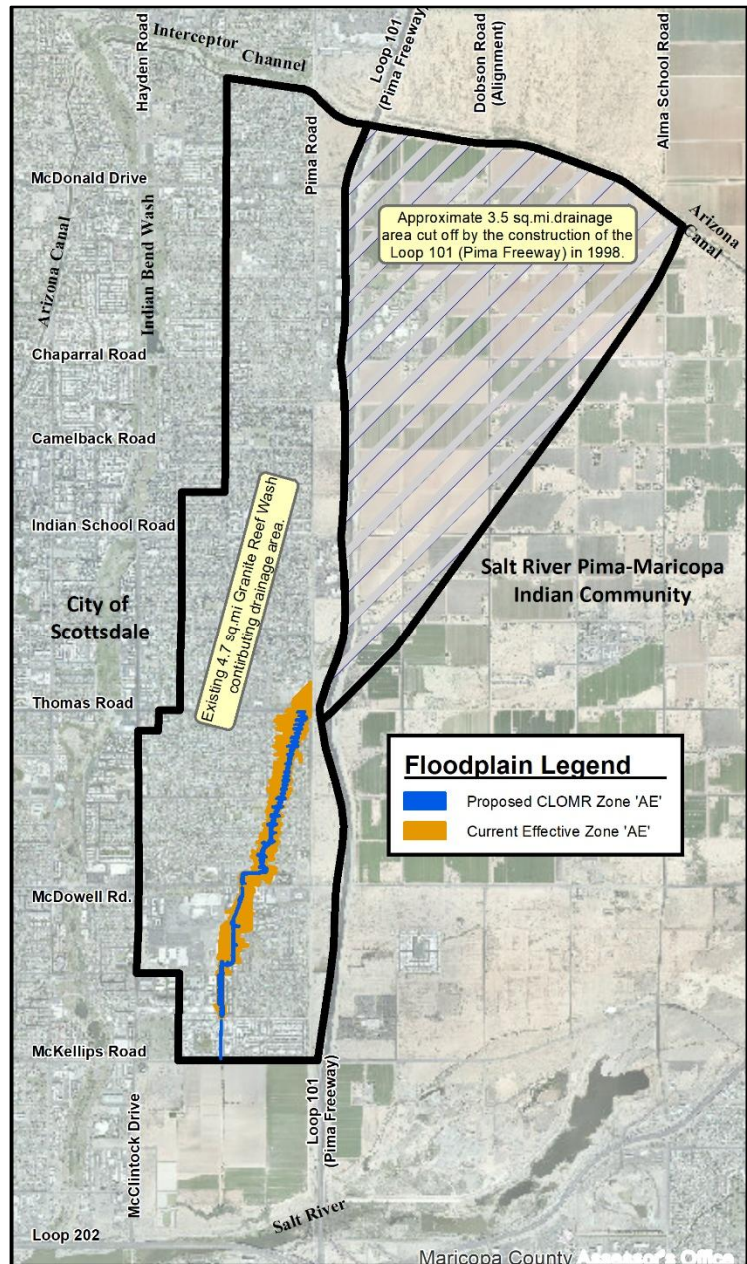 Hayden Road
Interceptor
Channel
Pima Road
Loop 101
(Pima Freeway)
Dobson Road
(Alignment)
Alma School Road
McDonald Drive
Arizona Canal
Indian Bend Wash
Approximate 3.5 sq.mi.drainage
area cut off by the construction of the
Loop 101 (Pima Freeway) in 1998.
Arizona
Canal
Chaparral Road
Camelback Road
Indian School Road
Existing 4.7 sq.mi Granite Reef Wash
contirbuting drainage area.
City of
Scottsdale
Salt River Pima-Maricopa
Indian Community
Thomas Road
Floodplain Legend
Proposed CLOMR Zone 'AE'
Current Effective Zone 'AE'
McDowell Rd.
McKellips Road
McClintock Drive
Loop 101
(Pima Freeway)
Salt River
Loop 202
Maricopa County Assessor's Office